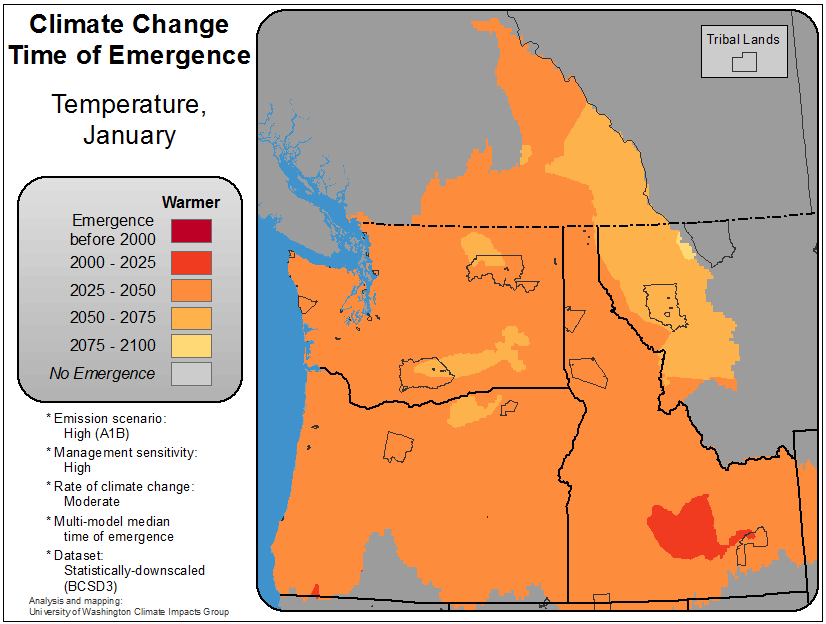 Climate Change
Time of Emergence
Temperature,
January
Warmer
Emergence
before 2000
2000 - 2025
2025 - 2050
2050 - 2075
2075 - 2100
No Emergence
* Emission scenario:
High (A1B)
* Management sensitivity:
High
* Rate of climate change:
Moderate
* Multi-model median
time of emergence
* Dataset:
Statistically-downscaled
(BCSD3)
Analysis and mapping:
University of Washington Climate Impacts Group
Tribal Lands